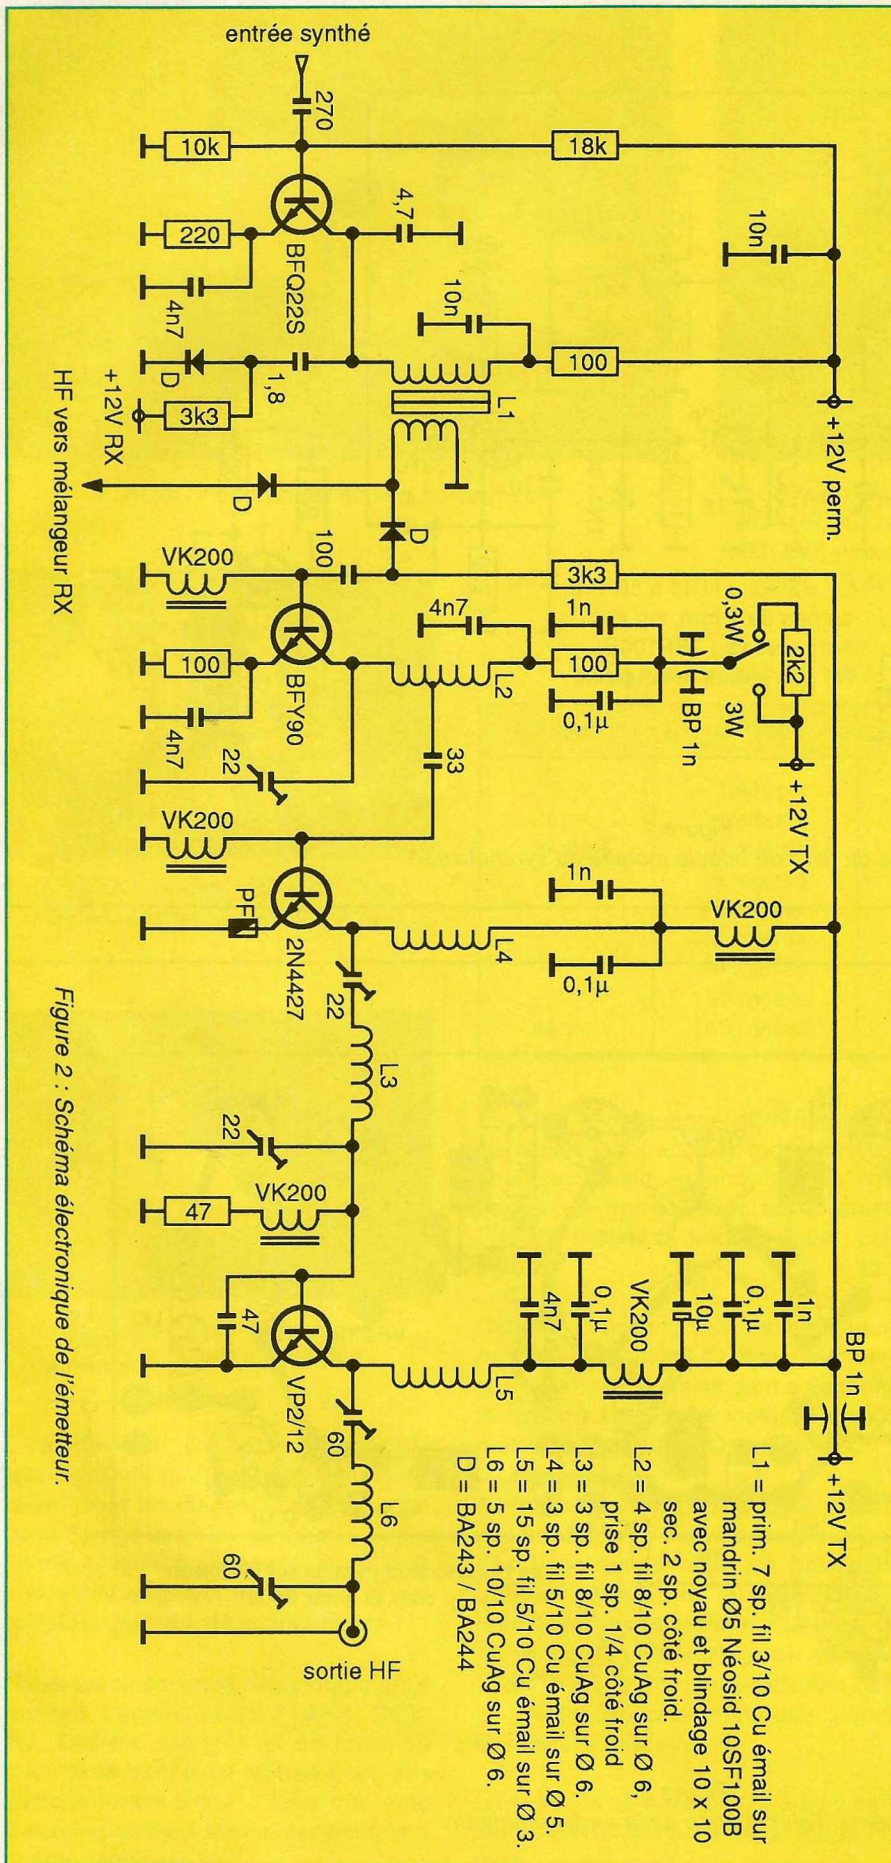 entrée synthé
270
10k
18k
10n
+12V perm.
220
4n7
BFQ22S
4,7
10n
100
L1
1,8
D
3k3
+12V RX
HF vers mélangeur RX
D
D
100
3k3
VK200
100
4n7
BFY90
22
4n7
L2
1n
100
0,1µ
BP 1n
0,3W
3W
2k2
+12V TX
33
VK200
PF
2N4427
22
L4
1n
0,1µ
VK200
L3
22
47
VK200
47
VP2/12
60
L5
4n7
0,1µ
VK200
10µ
0,1µ
1n
BP 1n
+12V TX
L6
60
sortie HF
L1 = prim. 7 sp. fil 3/10 Cu émail sur
mandrin Ø5 Néosid 10SF100B
avec noyau et blindage 10 x 10
sec. 2 sp. côté froid.
L2 = 4 sp. fil 8/10 CuAg sur Ø 6,
prise 1 sp. 1/4 côté froid
L3 = 3 sp. fil 8/10 CuAg sur Ø 6.
L4 = 3 sp. fil 5/10 Cu émail sur Ø 5.
L5 = 15 sp. fil 5/10 Cu émail sur Ø 3.
L6 = 5 sp. 10/10 CuAg sur Ø 6.
D = BA243 / BA244
Figure 2 : Schéma électronique de l'émetteur.